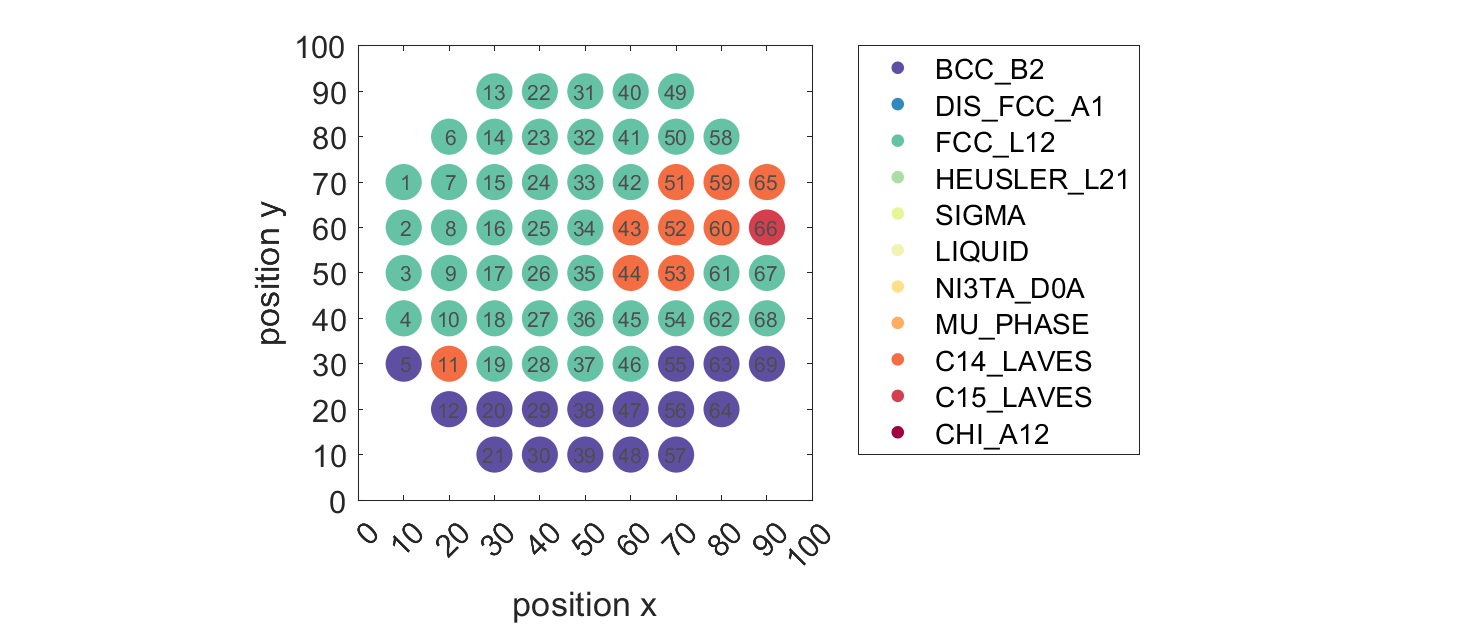 100
90 13 22 31 40 49
80 6 14 23 32 41 50 58
70 1 7 15 24 33 42 51 59 65
60 2 8 16 25 34 43 52 60 66
50 3 9 17 26 35 44 53 61 67
40 4 10 18 27 36 45 54 62 68
30 5 11 19 28 37 46 55 63 69
20 12 20 29 38 47 56 64
10 21 30 39 48 57
0
position y
0 10 20 30 40 50 60 70 80 90 100
position x
BCC_B2
DIS_FCC_A1
FCC_L12
HEUSLER_L21
SIGMA
LIQUID
NI3TA_D0A
MU_PHASE
C14_LAVES
C15_LAVES
CHI_A12